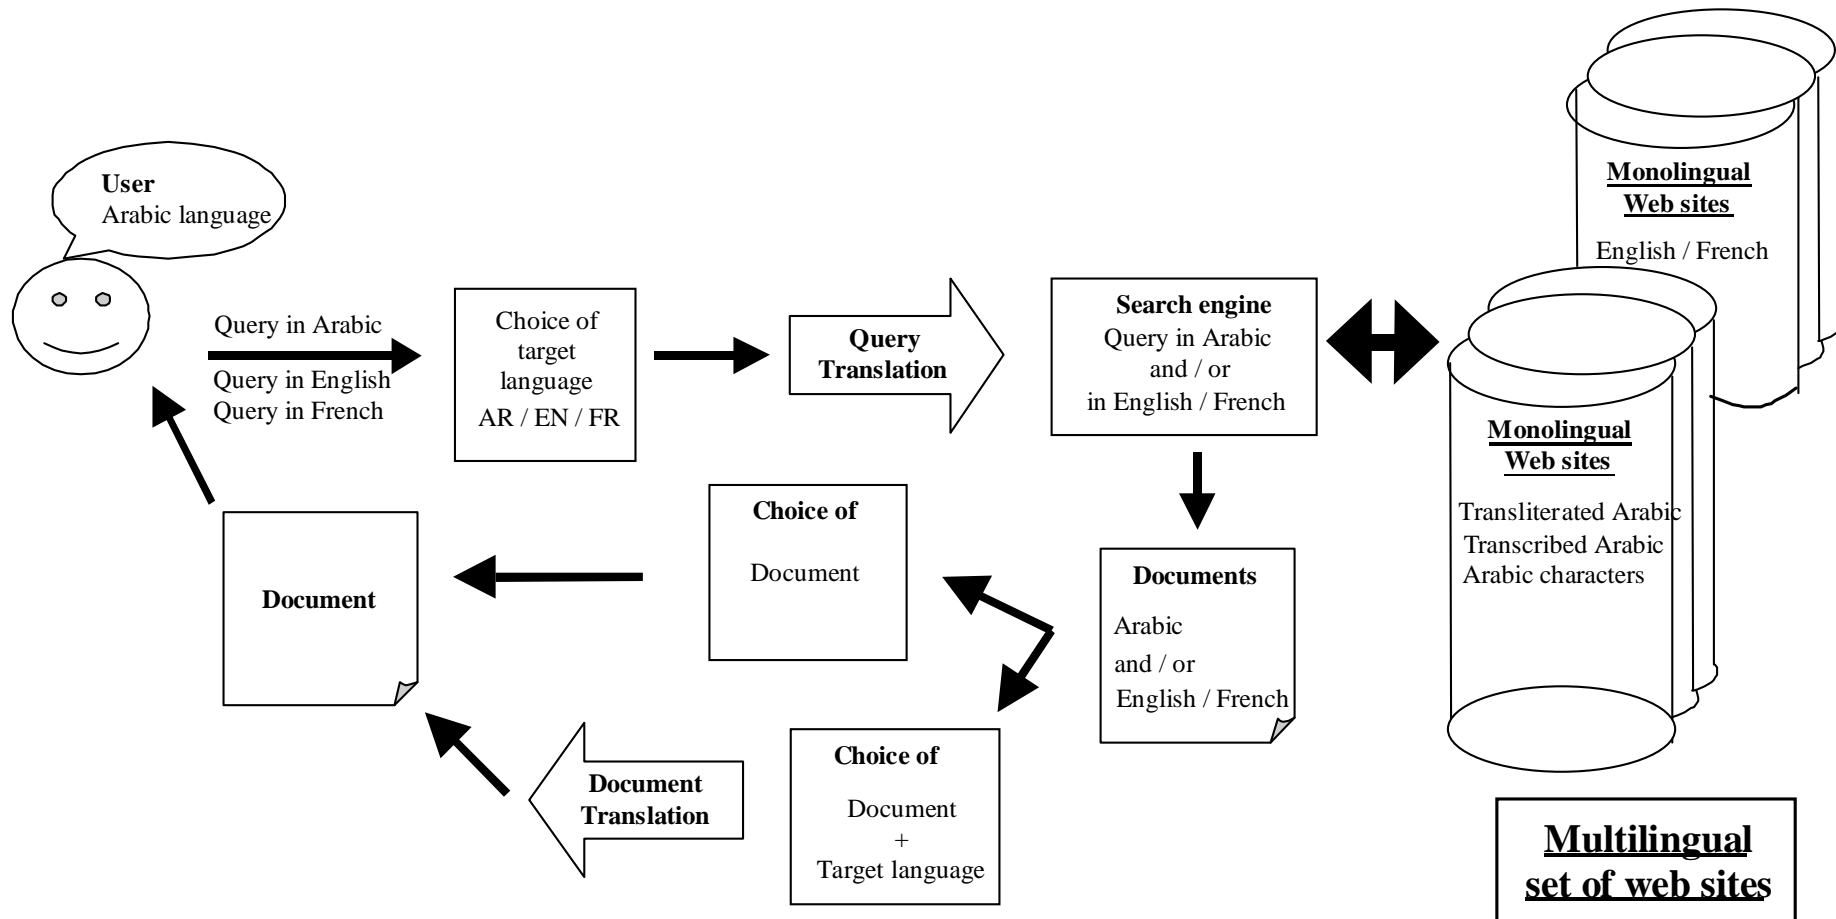 User
Arabic language
Query in Arabic
Query in English
Query in French
Choice of
target
language
AR / EN / FR
Query
Translation
Search engine
Query in Arabic
and / or
in English / French
Monolingual
Web sites
English / French
Monolingual
Web sites
Transliterated Arabic
Transcribed Arabic
Arabic characters
Documents
Arabic
and / or
English / French
Choice of
Document
Document
Choice of
Document
+
Target language
Document
Translation
Multilingual
set of web sites